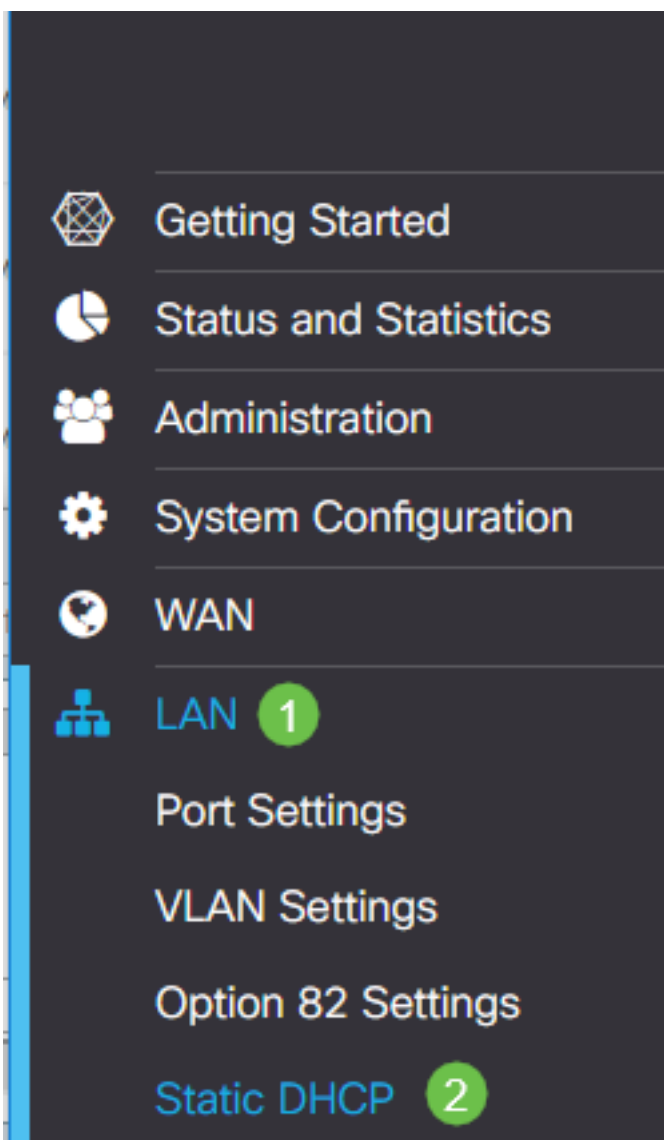 Getting Started
Status and Statistics
Administration
System Configuration
WAN
LAN 1
Port Settings
VLAN Settings
Option 82 Settings
Static DHCP 2